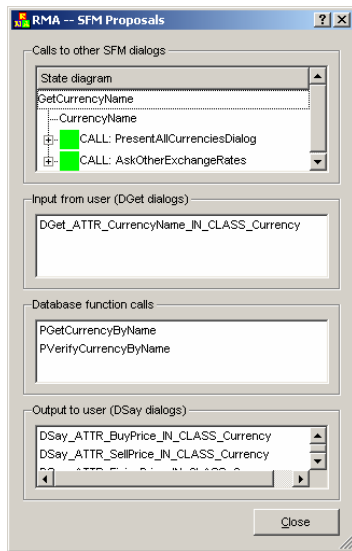 RMA -- SFM Proposals
Calls to other SFM dialogs
State diagram
GetCurrencyName
CurrencyName
CALL: PresentAllCurrenciesDialog
CALL: AskOtherExchangeRates
Input from user (DGet dialogs)
DGet_ATTR_CurrencyName_IN_CLASS_Currency
Database function calls
PGetCurrencyByName
PVerifyCurrencyByName
Output to user (DSay dialogs)
DSay_ATTR_BuyPrice_IN_CLASS_Currency
DSay_ATTR_SellPrice_IN_CLASS_Currency
Close